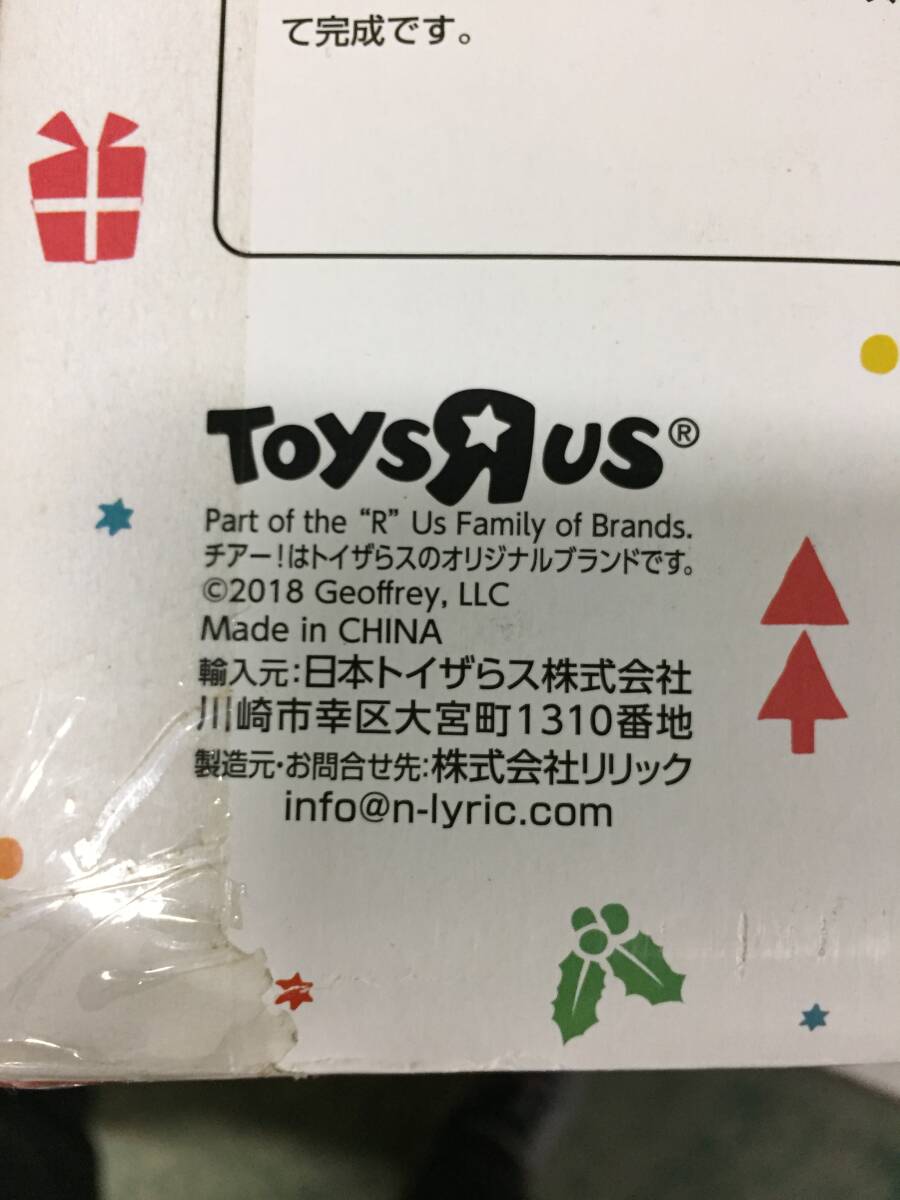 て完成です。
ToysRus®
Part of the “R” Us Family of Brands.
チアー!はトイザらスのオリジナルブランドです。
©2018 Geoffrey, LLC
Made in CHINA
輸入元:日本トイザらス株式会社
川崎市幸区大宮町1310番地
製造元・お問合せ先:株式会社リリック
info@n-lyric.com